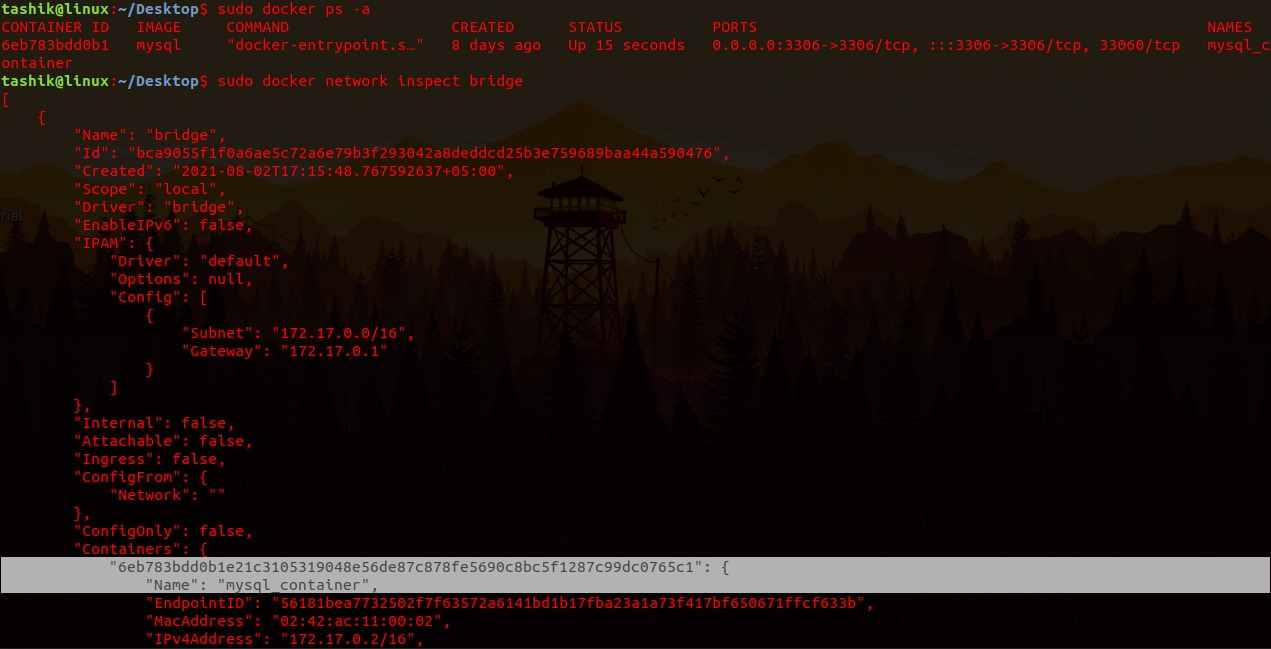 tashik@linux:~/Desktop$ sudo docker ps -a
CONTAINER ID   IMAGE     COMMAND                  CREATED      STATUS          PORTS                                                  NAMES
6eb783bdd0b1   mysql     "docker-entrypoint.s…"   8 days ago   Up 15 seconds   0.0.0.0:3306->3306/tcp, :::3306->3306/tcp, 33060/tcp   mysql_c
ontainer
tashik@linux:~/Desktop$ sudo docker network inspect bridge
[
    {
        "Name": "bridge",
        "Id": "bca9055f1f0a6ae5c72a6e79b3f293042a8deddcd25b3e759689baa44a590476",
        "Created": "2021-08-02T17:15:48.767592637+05:00",
        "Scope": "local",
        "Driver": "bridge",
rial
        "EnableIPv6": false,
        "IPAM": {
            "Driver": "default",
            "Options": null,
            "Config": [
                {
                    "Subnet": "172.17.0.0/16",
                    "Gateway": "172.17.0.1"
                }
            ]
        },
        "Internal": false,
        "Attachable": false,
        "Ingress": false,
        "ConfigFrom": {
            "Network": ""
        },
        "ConfigOnly": false,
        "Containers": {
            "6eb783bdd0b1e21c3105319048e56de87c878fe5690c8bc5f1287c99dc0765c1": {
                "Name": "mysql_container",
                "EndpointID": "56181bea7732502f7f63572a6141bd1b17fba23a1a73f417bf650671ffcf633b",
                "MacAddress": "02:42:ac:11:00:02",
                "IPv4Address": "172.17.0.2/16",